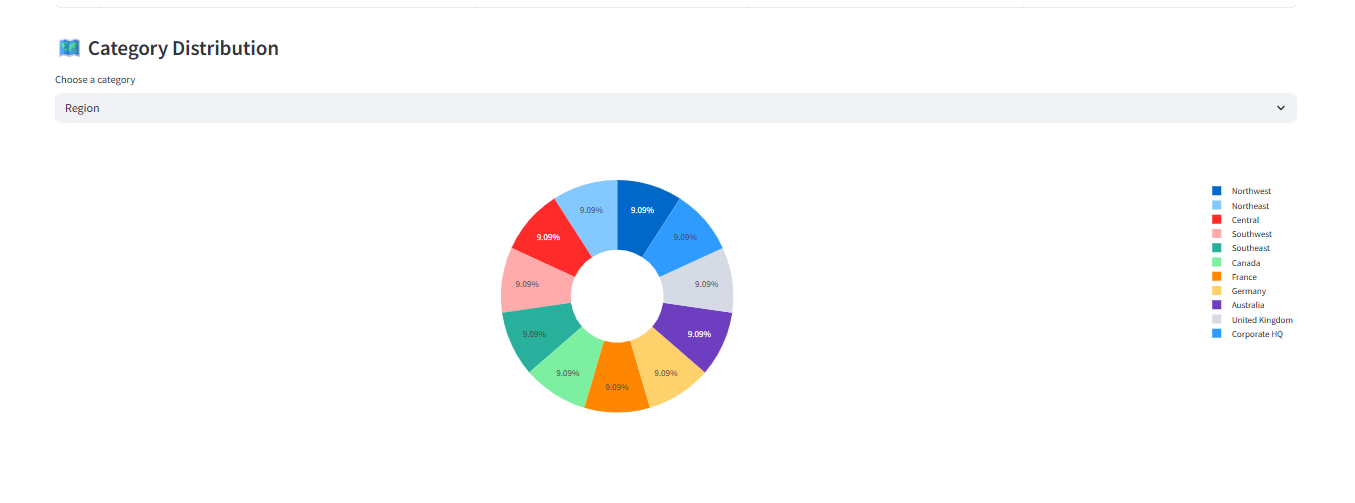 Category Distribution
Choose a category
Region
9.09%
9.09%
9.09%
9.09%
9.09%
9.09%
9.09%
9.09%
9.09%
9.09%
9.09%
Northwest
Northeast
Central
Southwest
Southeast
Canada
France
Germany
Australia
United Kingdom
Corporate HQ